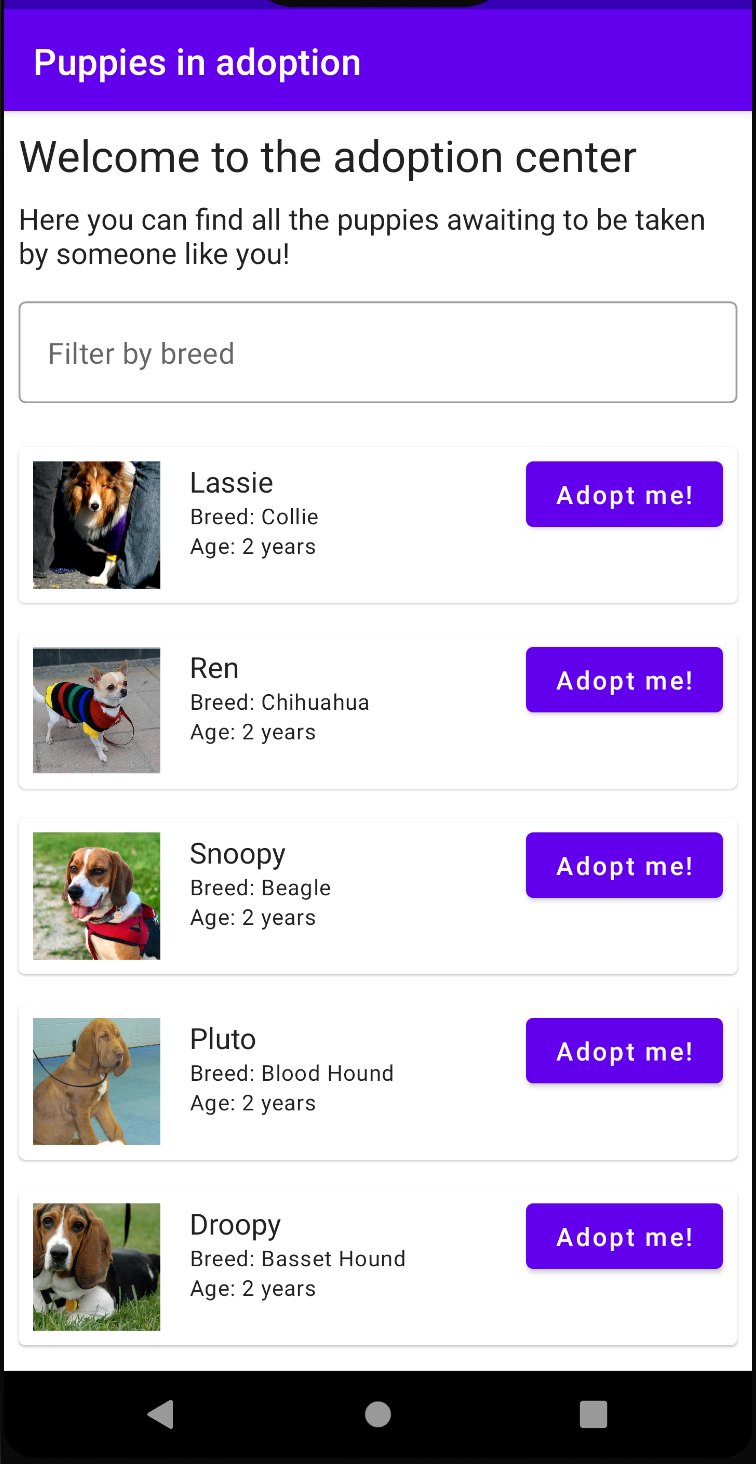 Puppies in adoption
Welcome to the adoption center
Here you can find all the puppies awaiting to be taken
by someone like you!
Filter by breed
Lassie
Breed: Collie
Age: 2 years
Adopt me!
Ren
Breed: Chihuahua
Age: 2 years
Adopt me!
Snoopy
Breed: Beagle
Age: 2 years
Adopt me!
Pluto
Breed: Blood Hound
Age: 2 years
Adopt me!
Droopy
Breed: Basset Hound
Age: 2 years
Adopt me!